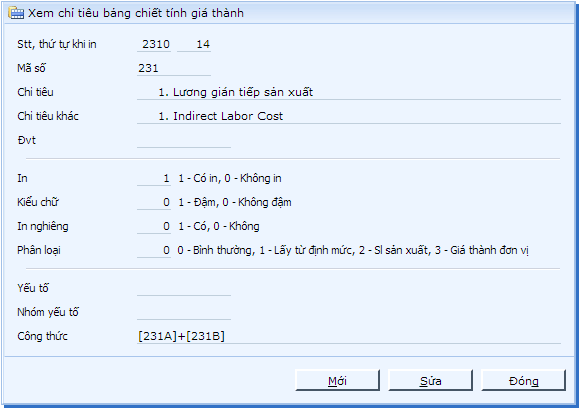 Xem chỉ tiêu bảng chiết tính giá thành
Stt, thứ tự khi in 2310 14
Mã số 231
Chỉ tiêu 1. Lương gián tiếp sản xuất
Chỉ tiêu khác 1. Indirect Labor Cost
Đvt
In 1 1 - Có in, 0 - Không in
Kiểu chữ 0 1 - Đậm, 0 - Không đậm
In nghiêng 0 1 - Có, 0 - Không
Phân loại 0 0 - Bình thường, 1 - Lấy từ định mức, 2 - Sl sản xuất, 3 - Giá thành đơn vị
Yếu tố
Nhóm yếu tố
Công thức [231A]+[231B]
Mới Sửa Đóng